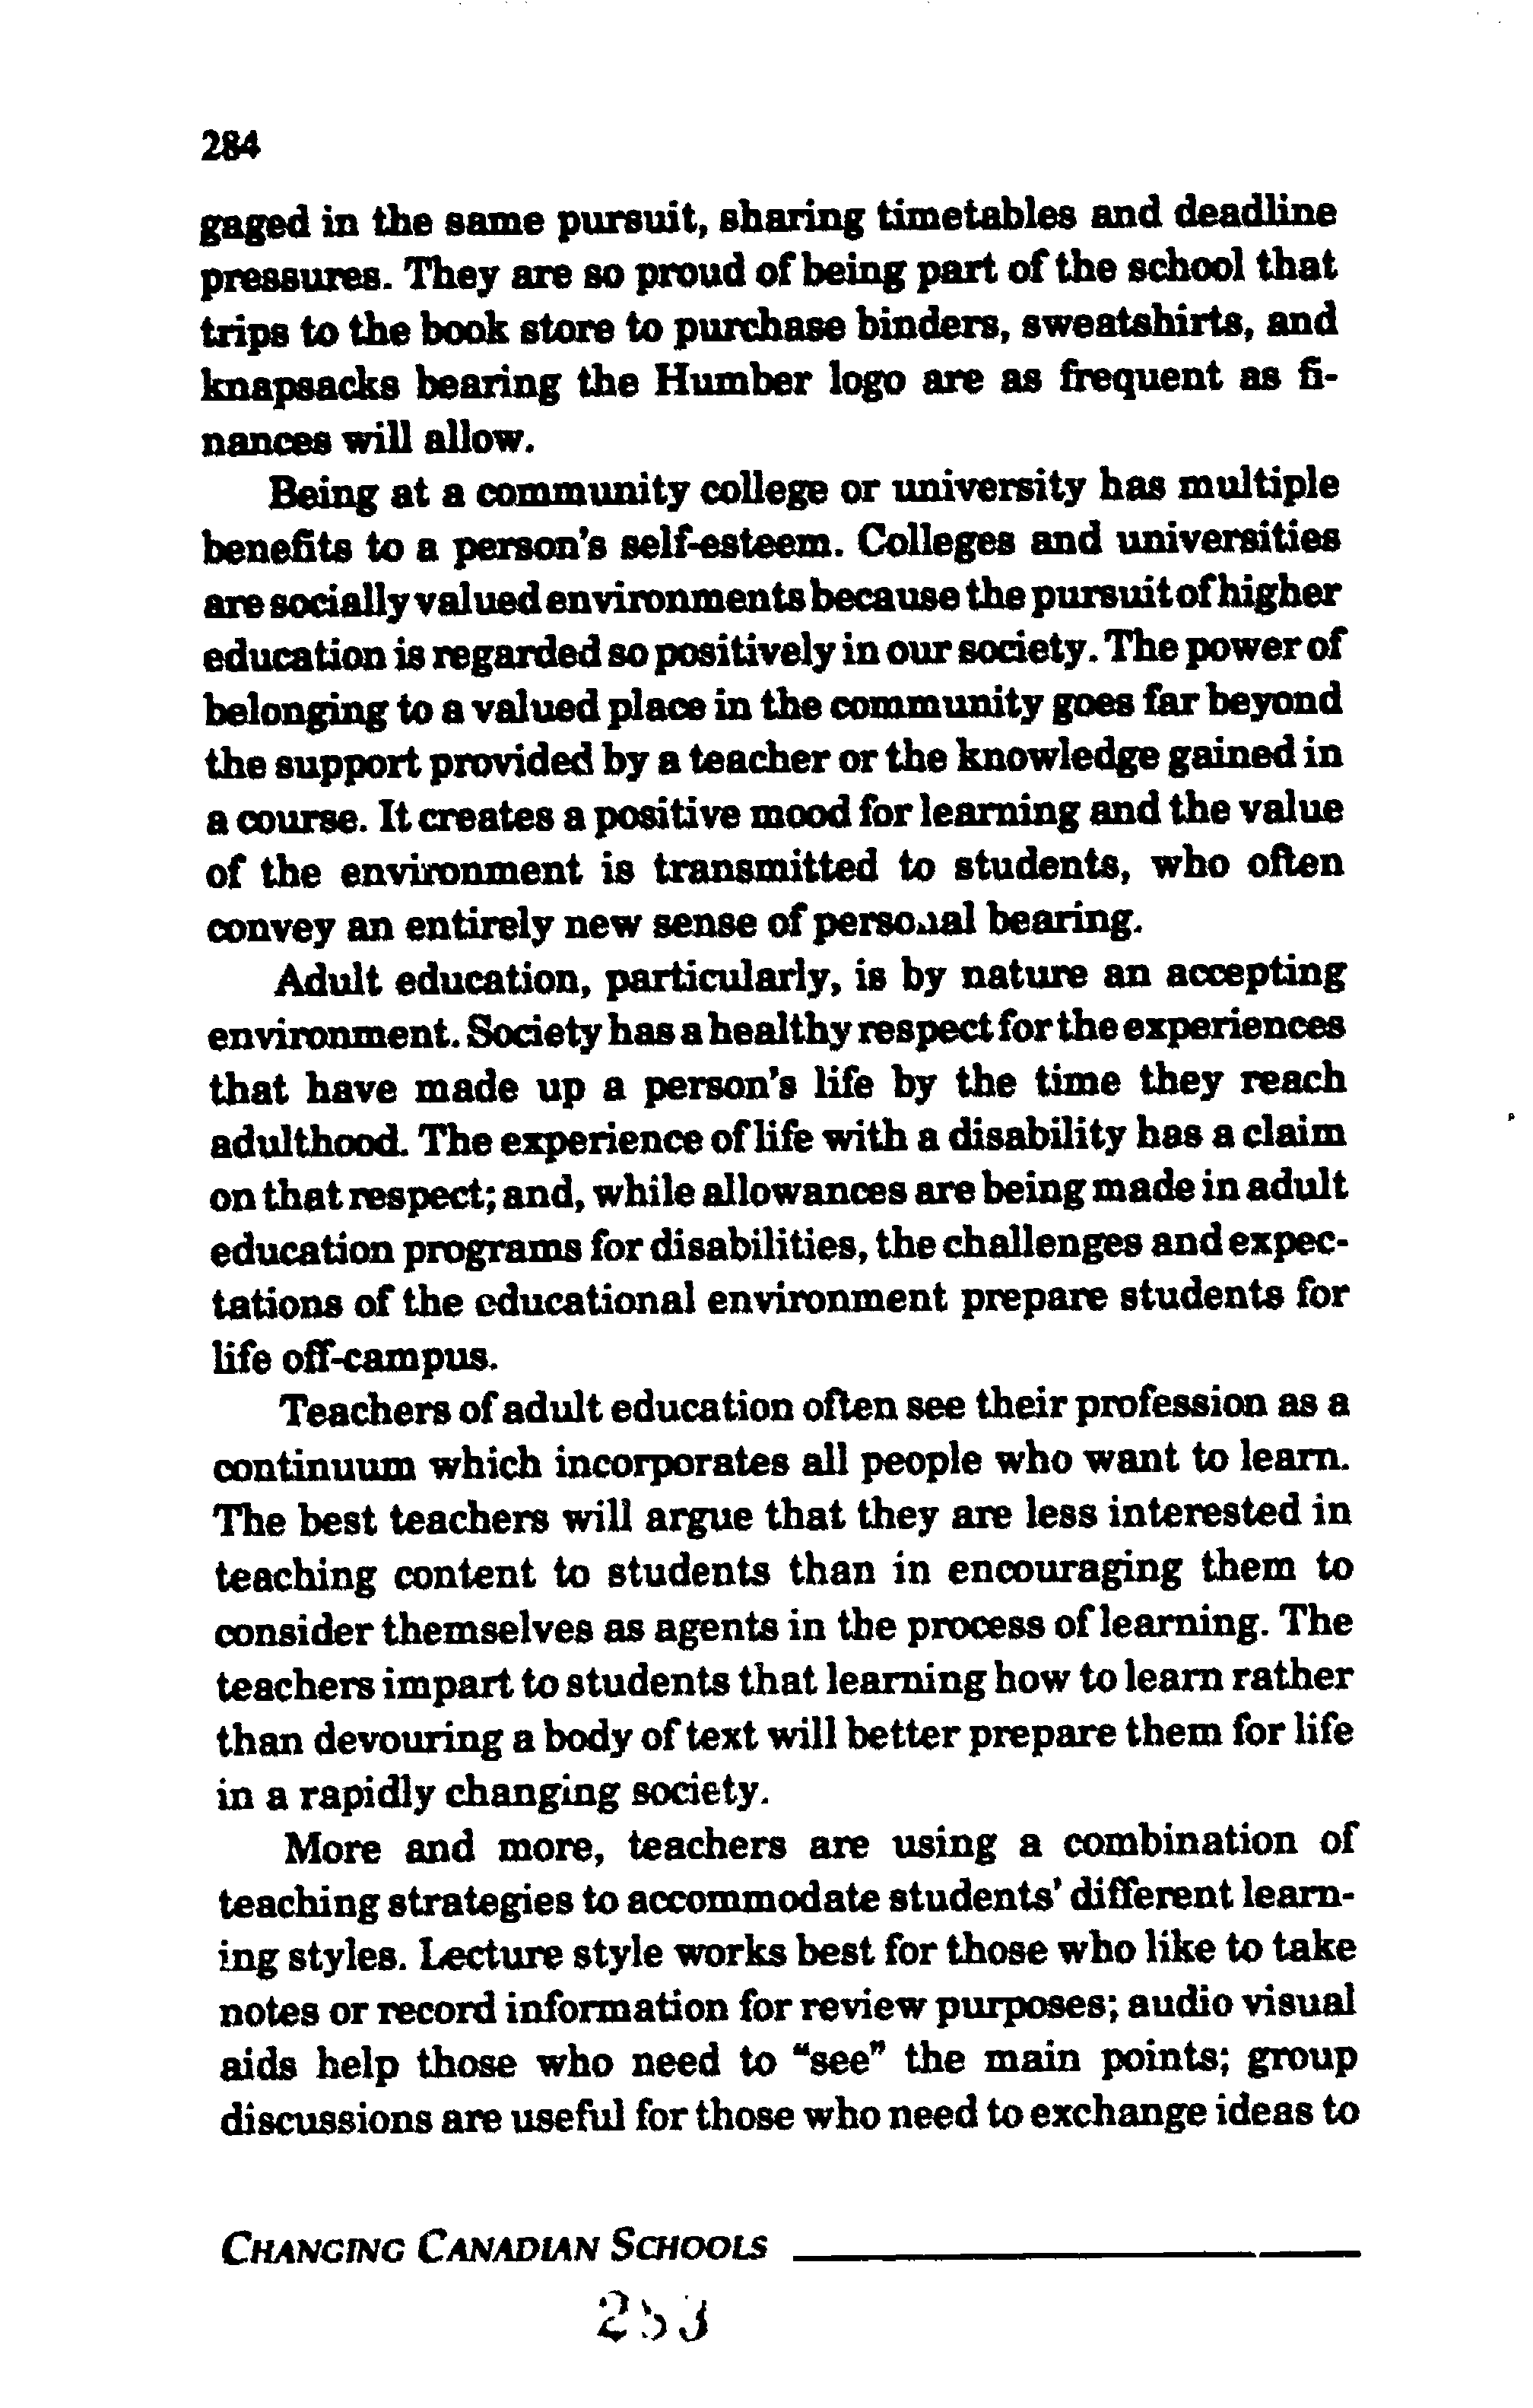 284
gaged in the same pursuit, sharing timetables and deadline
pressures. They are so proud of being part of the school that
trips to the book store to purchase binders, sweatshirts, and
knapsacks bearing the Humber logo are as frequent as fi-
nances will allow.
Being at a community college or university has multiple
benefits to a person's self-esteem. Colleges and universities
are socially valued environments because the pursuit of higher
education is regarded so positively in our society. The power of
belonging to a valued place in the community goes far beyond
the support provided by a teacher or the knowledge gained in
a course. It creates a positive mood for learning and the value
of the environment is transmitted to students, who often
convey an entirely new sense of personal bearing.
Adult education, particularly, is by nature an accepting
environment. Society has a healthy respect for the experiences
that have made up a person's life by the time they reach
adulthood. The experience of life with a disability has a claim
on that respect; and, while allowances are being made in adult
education programs for disabilities, the challenges and expec-
tations of the educational environment prepare students for
life off-campus.
Teachers of adult education often see their profession as a
continuum which incorporates all people who want to learn.
The best teachers will argue that they are less interested in
teaching content to students than in encouraging them to
consider themselves as agents in the process of learning. The
teachers impart to students that learning how to learn rather
than devouring a body of text will better prepare them for life
in a rapidly changing society.
More and more, teachers are using a combination of
teaching strategies to accommodate students' different learn-
ing styles. Lecture style works best for those who like to take
notes or record information for review purposes; audio visual
aids help those who need to "see" the main points; group
discussions are useful for those who need to exchange ideas to
CHANGING CANADIAN SCHOOLS